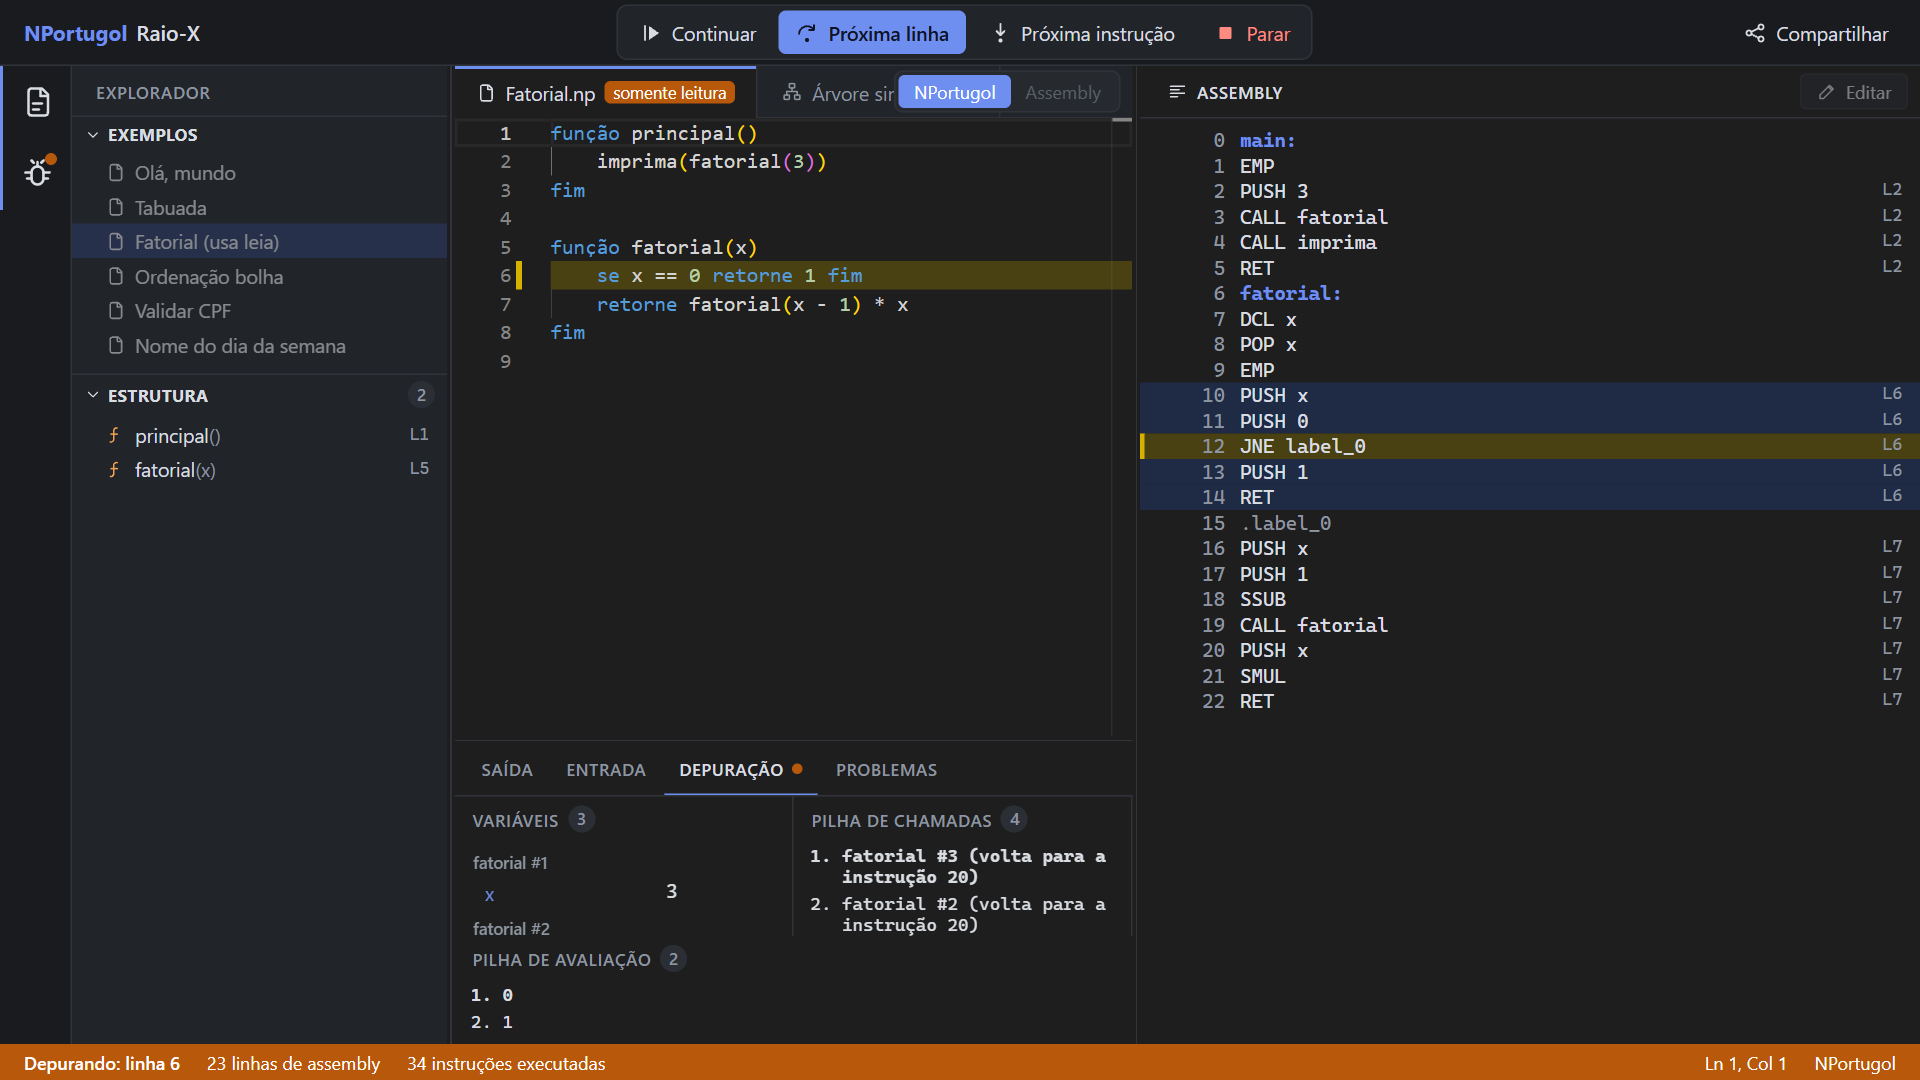 NPortugol Raio-X
Continuar
Próxima linha
Próxima instrução
Parar
Compartilhar
EXPLORADOR
EXEMPLOS
Olá, mundo
Tabuada
Fatorial (usa leia)
Ordenação bolha
Validar CPF
Nome do dia da semana
ESTRUTURA 2
principal() L1
fatorial(x) L5
Fatorial.np somente leitura
Árvore sin
NPortugol
Assembly
1 função principal()
2 imprima(fatorial(3))
3 fim
4
5 função fatorial(x)
6 se x == 0 retorne 1 fim
7 retorne fatorial(x - 1) * x
8 fim
9
SAÍDA
ENTRADA
DEPURAÇÃO
PROBLEMAS
VARIÁVEIS 3
fatorial #1
x 3
fatorial #2
PILHA DE CHAMADAS 4
1. fatorial #3 (volta para a
instrução 20)
2. fatorial #2 (volta para a
instrução 20)
PILHA DE AVALIAÇÃO 2
1. 0
2. 1
ASSEMBLY
Editar
0 main:
1 EMP
2 PUSH 3 L2
3 CALL fatorial L2
4 CALL imprima L2
5 RET L2
6 fatorial:
7 DCL x
8 POP x
9 EMP
10 PUSH x L6
11 PUSH 0 L6
12 JNE label_0 L6
13 PUSH 1 L6
14 RET L6
15 .label_0
16 PUSH x L7
17 PUSH 1 L7
18 SSUB L7
19 CALL fatorial L7
20 PUSH x L7
21 SMUL L7
22 RET L7
Depurando: linha 6
23 linhas de assembly
34 instruções executadas
Ln 1, Col 1
NPortugol